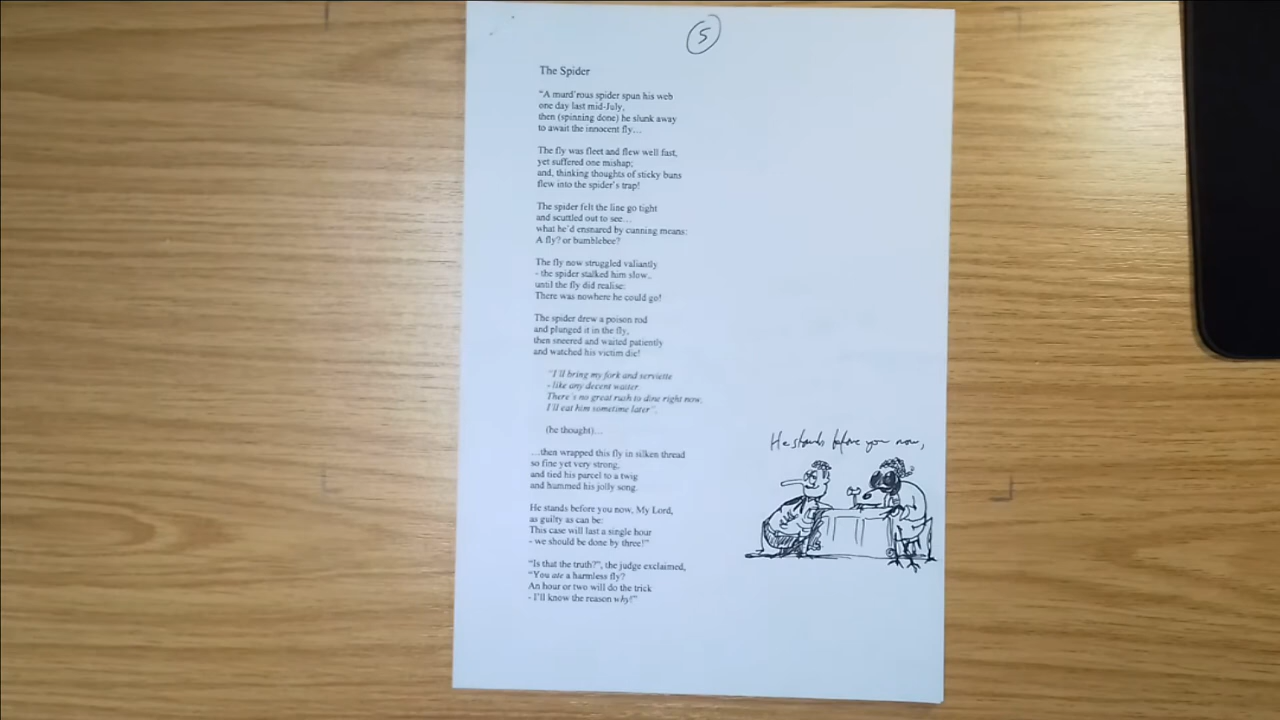 5
The Spider
"A murd'rous spider spun his web
one day last mid-July,
then (spinning done) he slunk away
to await the innocent fly...
The fly was fleet and flew well fast,
yet suffered one mishap;
and, thinking thoughts of sticky buns
flew into the spider's trap!
The spider felt the line go tight
and scuttled out to see...
what he'd ensnared by cunning means:
A fly? or bumblebee?
The fly now struggled valiantly
- the spider stalked him slow..
until the fly did realise:
There was nowhere he could go!
The spider drew a poison rod
and plunged it in the fly,
then sneered and waited patiently
and watched his victim die!
"I'll bring my fork and serviette
- like any decent waiter.
There's no great rush to dine right now,
I'll eat him sometime later".
(he thought)...
...then wrapped this fly in silken thread
so fine yet very strong,
and tied his parcel to a twig
and hummed his jolly song.
He stands before you now, My Lord,
as guilty as can be:
This case will last a single hour
- we should be done by three!"
"Is that the truth?", the judge exclaimed,
"You ate a harmless fly?
An hour or two will do the trick
- I'll know the reason why!"
He stands before you now,